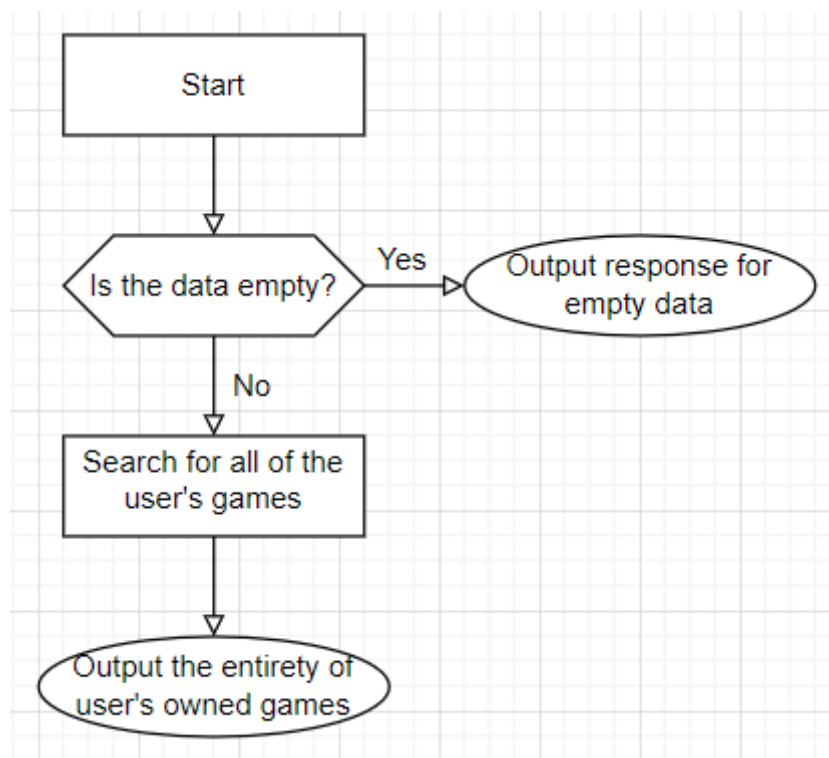 Start
Is the data empty?
Yes
Output response for
empty data
No
Search for all of the
user's games
Output the entirety of
user's owned games